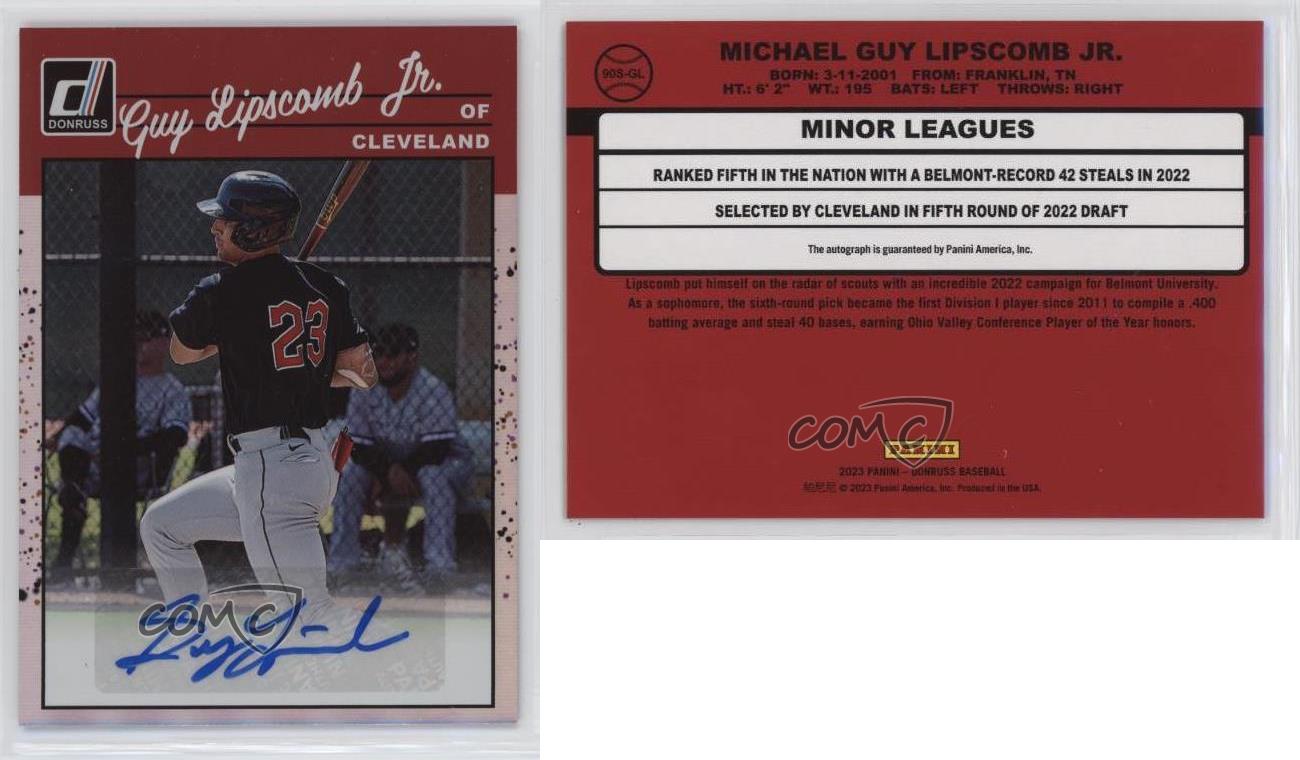 DONRUSS
Guy Lipscomb Jr.
OF
CLEVELAND
23
COMC
90S-GL
MICHAEL GUY LIPSCOMB JR.
BORN: 3-11-2001 FROM: FRANKLIN, TN
HT.: 6' 2" WT.: 195 BATS: LEFT THROWS: RIGHT
MINOR LEAGUES
RANKED FIFTH IN THE NATION WITH A BELMONT-RECORD 42 STEALS IN 2022
SELECTED BY CLEVELAND IN FIFTH ROUND OF 2022 DRAFT
The autograph is guaranteed by Panini America, Inc.
Lipscomb put himself on the radar of scouts with an incredible 2022 campaign for Belmont University.
As a sophomore, the sixth-round pick became the first Division I player since 2011 to compile a .400
batting average and steal 40 bases, earning Ohio Valley Conference Player of the Year honors.
COMC
PANINI
2023 PANINI – DONRUSS BASEBALL
帕尼尼 © 2023 Panini America, Inc. Produced in the USA.